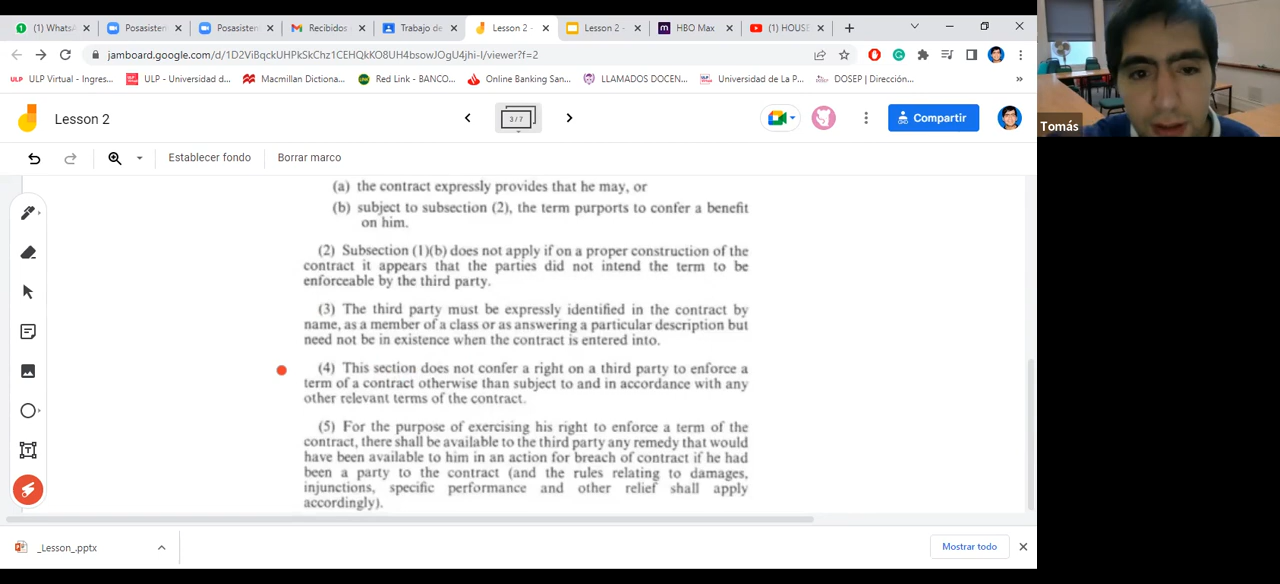 (1) Whats
Posasisten
Posasisten
Recibidos
Trabajo de
Lesson 2 -
Lesson 2 -
HBO Max
(1) HOUS
jamboard.google.com/d/1D2ViBqckUHPkSkChz1CEHQkKO8UH4bsowJOgU4jhi-I/viewer?f=2
ULP ULP Virtual - Ingres...
ULP - Universidad d...
Macmillan Dictiona...
Red Link - BANCO...
Online Banking San...
LLAMADOS DOCEN...
Universidad de La P...
DOSEP | Dirección...
»
Lesson 2
3 / 7
Compartir
Establecer fondo
Borrar marco
(a) the contract expressly provides that he may, or
(b) subject to subsection (2), the term purports to confer a benefit
on him.
(2) Subsection (1)(b) does not apply if on a proper construction of the
contract it appears that the parties did not intend the term to be
enforceable by the third party.
(3) The third party must be expressly identified in the contract by
name, as a member of a class or as answering a particular description but
need not be in existence when the contract is entered into.
(4) This section does not confer a right on a third party to enforce a
term of a contract otherwise than subject to and in accordance with any
other relevant terms of the contract.
(5) For the purpose of exercising his right to enforce a term of the
contract, there shall be available to the third party any remedy that would
have been available to him in an action for breach of contract if he had
been a party to the contract (and the rules relating to damages,
injunctions, specific performance and other relief shall apply
accordingly).
_Lesson_.pptx
Mostrar todo
Tomás